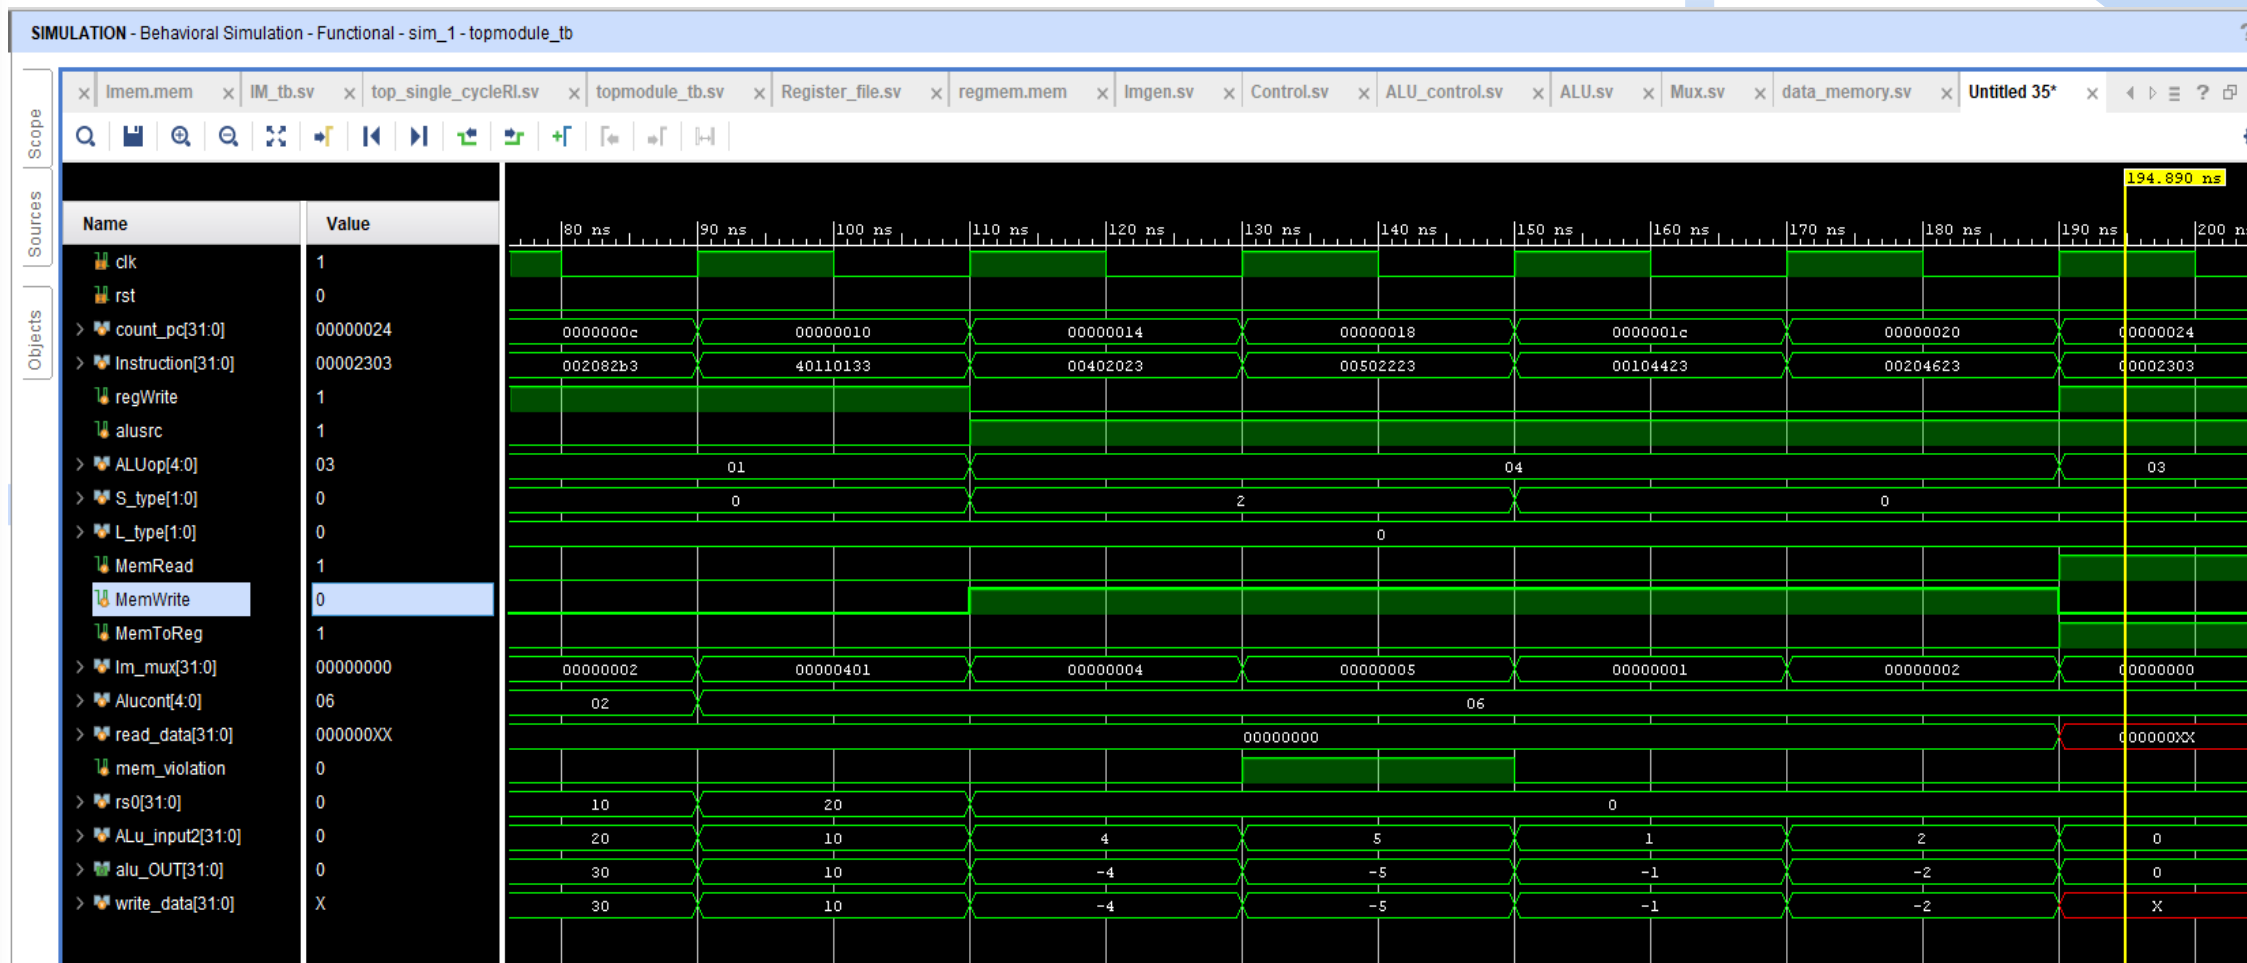 SIMULATION - Behavioral Simulation - Functional - sim_1 - topmodule_tb ?
Scope
Sources
Objects
Imem.mem IM_tb.sv top_single_cycleRI.sv topmodule_tb.sv Register_file.sv regmem.mem Imgen.sv Control.sv ALU_control.sv ALU.sv Mux.sv data_memory.sv Untitled 35* ?
194.890 ns
Name Value 80 ns 90 ns 100 ns 110 ns 120 ns 130 ns 140 ns 150 ns 160 ns 170 ns 180 ns 190 ns 200 n
clk 1
rst 0
count_pc[31:0] 00000024 0000000c 00000010 00000014 00000018 0000001c 00000020 00000024
Instruction[31:0] 00002303 002082b3 40110133 00402023 00502223 00104423 00204623 00002303
regWrite 1
alusrc 1
ALUop[4:0] 03 01 04 03
S_type[1:0] 0 0 2 0
L_type[1:0] 0 0
MemRead 1
MemWrite 0
MemToReg 1
Im_mux[31:0] 00000000 00000002 00000401 00000004 00000005 00000001 00000002 00000000
Alucont[4:0] 06 02 06
read_data[31:0] 000000XX 00000000 000000XX
mem_violation 0
rs0[31:0] 0 10 20 0
ALu_input2[31:0] 0 20 10 4 5 1 2 0
alu_OUT[31:0] 0 30 10 -4 -5 -1 -2 0
write_data[31:0] X 30 10 -4 -5 -1 -2 X